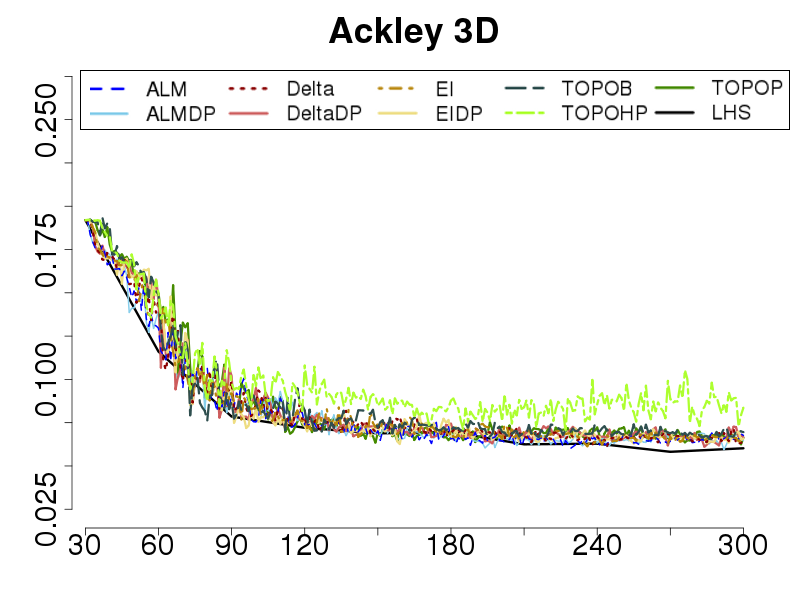 Ackley 3D
ALM Delta EI TOPOB TOPOP
ALMDP DeltaDP EIDP TOPOHP LHS
0.250
0.175
0.100
0.025
30 60 90 120 180 240 300